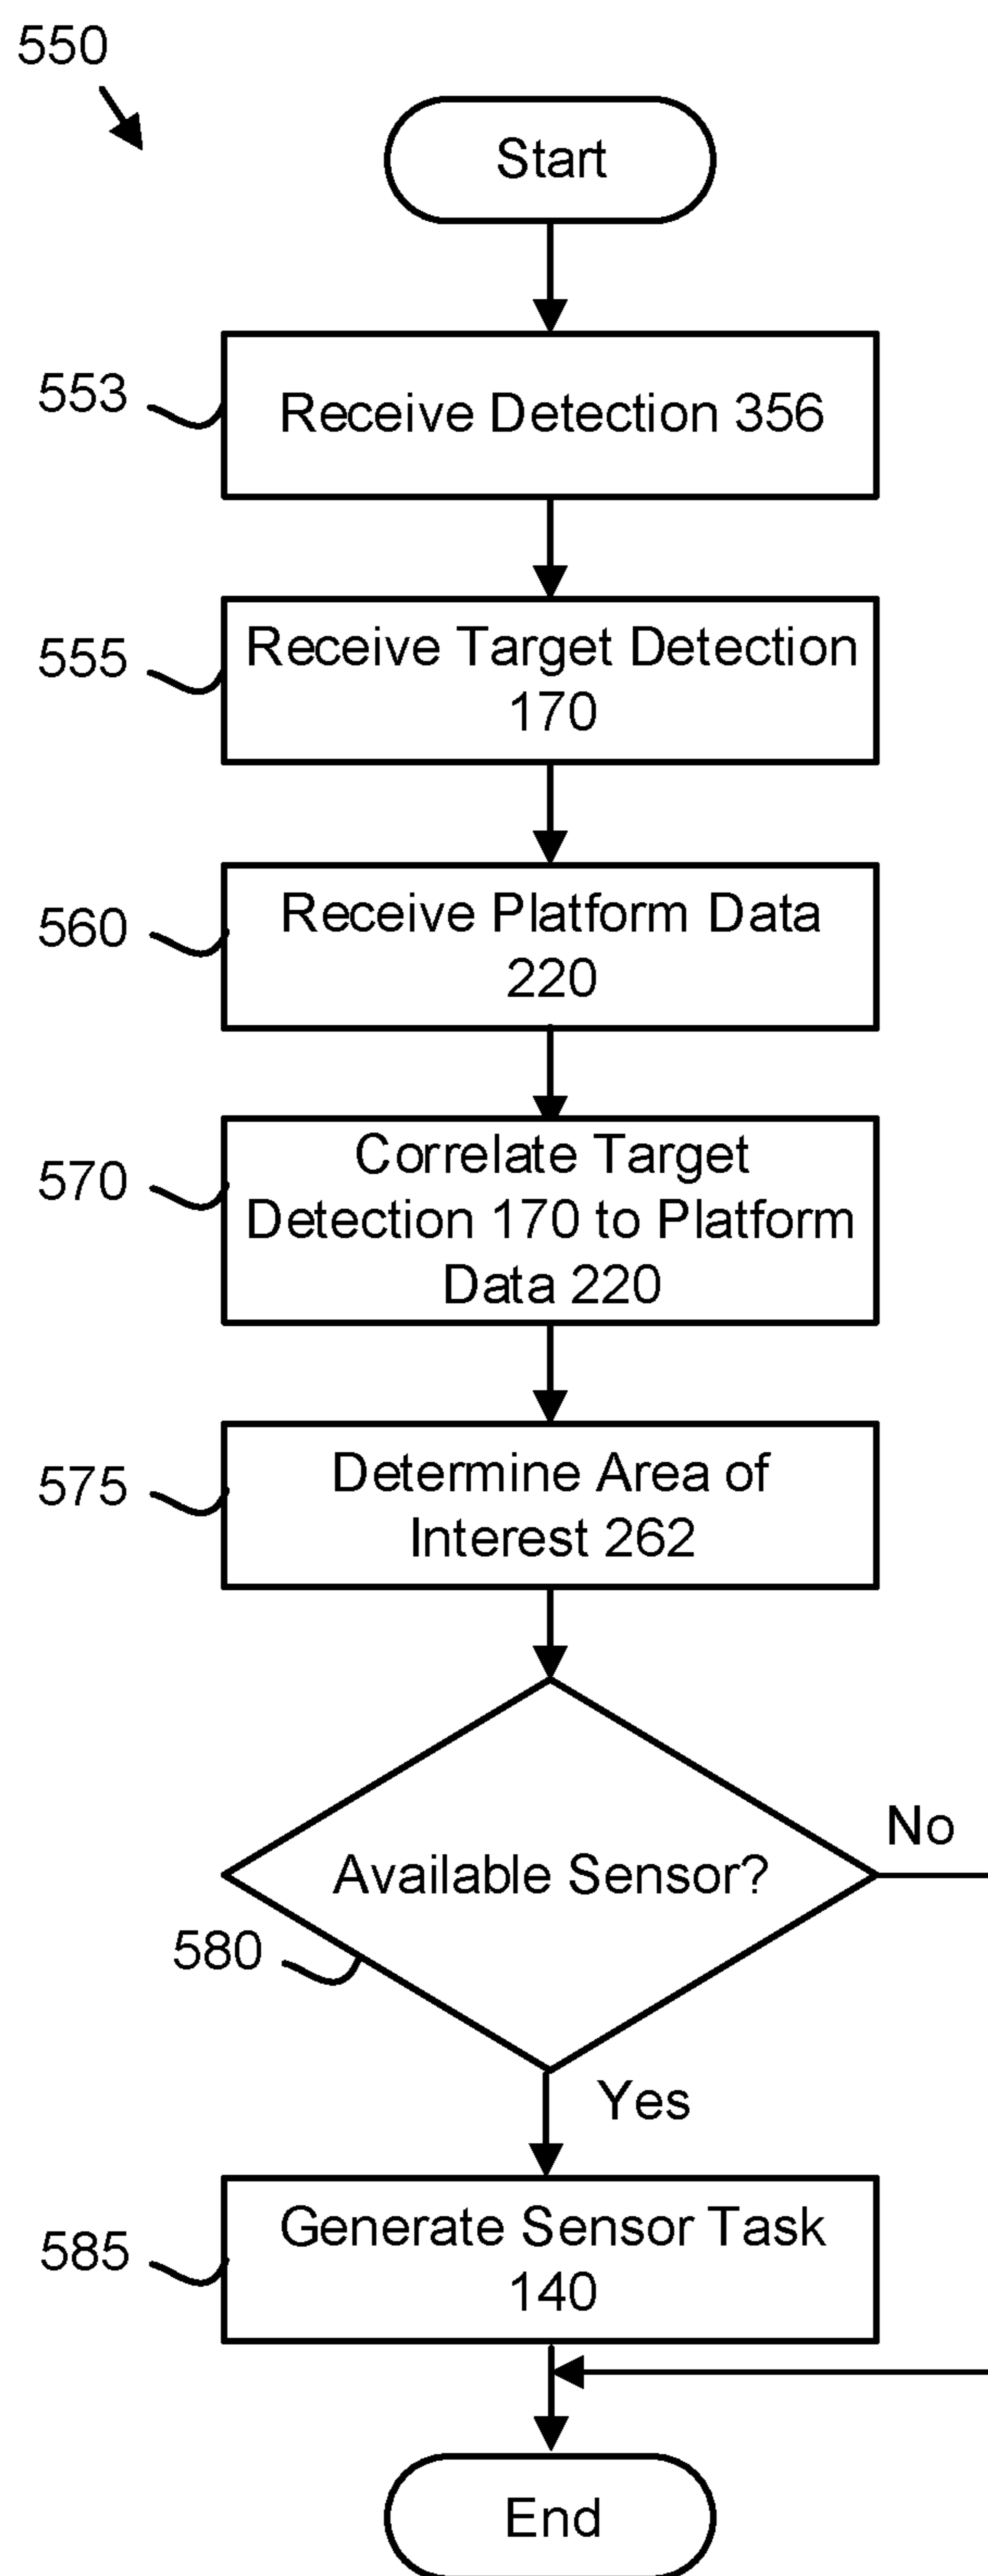 550
Start
553
Receive Detection 356
555
Receive Target Detection
170
560
Receive Platform Data
220
570
Correlate Target
Detection 170 to Platform
Data 220
575
Determine Area of
Interest 262
No
Available Sensor?
580
Yes
585
Generate Sensor Task
140
End